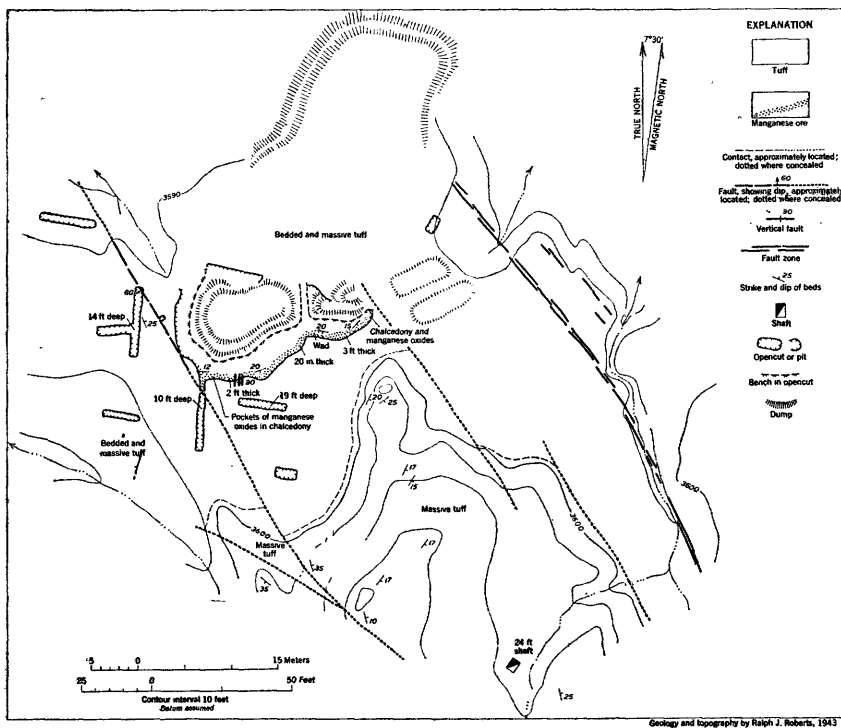 EXPLANATION
Tuff
Manganese ore
Contact, approximately located;
dotted where concealed
60
Fault, showing dip, approximately
located; dotted where concealed
90
Vertical fault
Fault zone
25
Strike and dip of beds
Shaft
Opencut or pit
Bench in opencut
Dump
7°30'
TRUE NORTH
MAGNETIC NORTH
3590
Bedded and massive tuff
60
14 ft deep
25
20
15
Chalcedony and
manganese oxides
Wad
3 ft thick
20 in thick
12
20
90
2 ft thick
19 ft deep
10 ft deep
Pockets of manganese
oxides in chalcedony
20
25
Bedded and
massive tuff
17
15
Massive tuff
3600
3600
3600
Massive tuff
35
35
17
17
10
24 ft
shaft
25
5 0 15 Meters
25 0 50 Feet
Contour interval 10 feet
Datum assumed
Geology and topography by Ralph J. Roberts, 1943